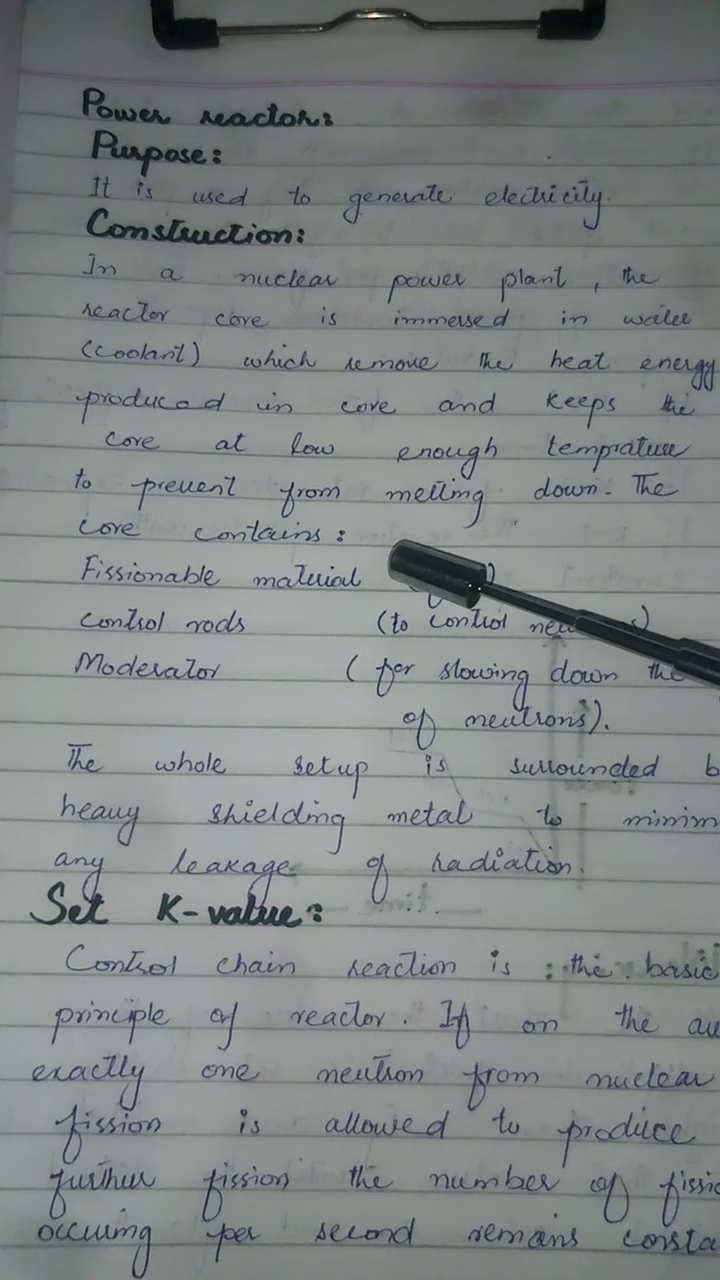 Power reactor:
Purpose:
It is used to generate electricity.
Construction:
In a nuclear power plant, the
reactor core is immersed in water
(coolant) which remove the heat energy
produced in core and keeps the
core at low enough temprature
to prevent from melting down. The
core contains:
Fissionable material
Control rods (to control
Moderator (for slowing down the
of neutrons).
The whole setup is surrounded
heavy shielding metal to
any leakage of radiation.
Set K-value:
Control chain reaction is : the basic
principle of reactor. If on the
exactly one neutron from nuclear
fission is allowed to produce
further fission the number of
occuring per second remains